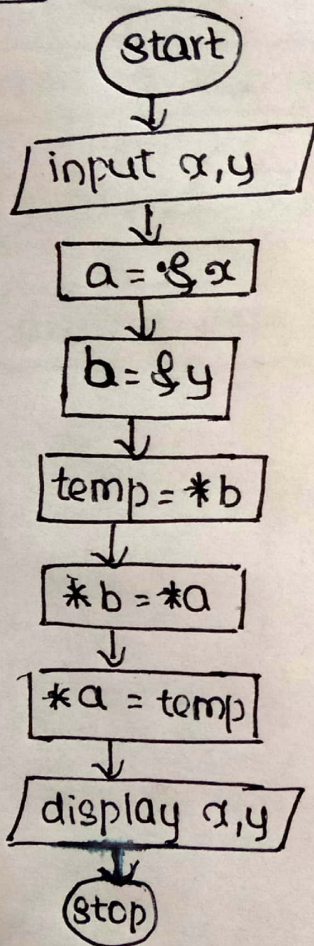 start
input x,y
a = &x
b = &y
temp = *b
*b = *a
*a = temp
display x,y
stop